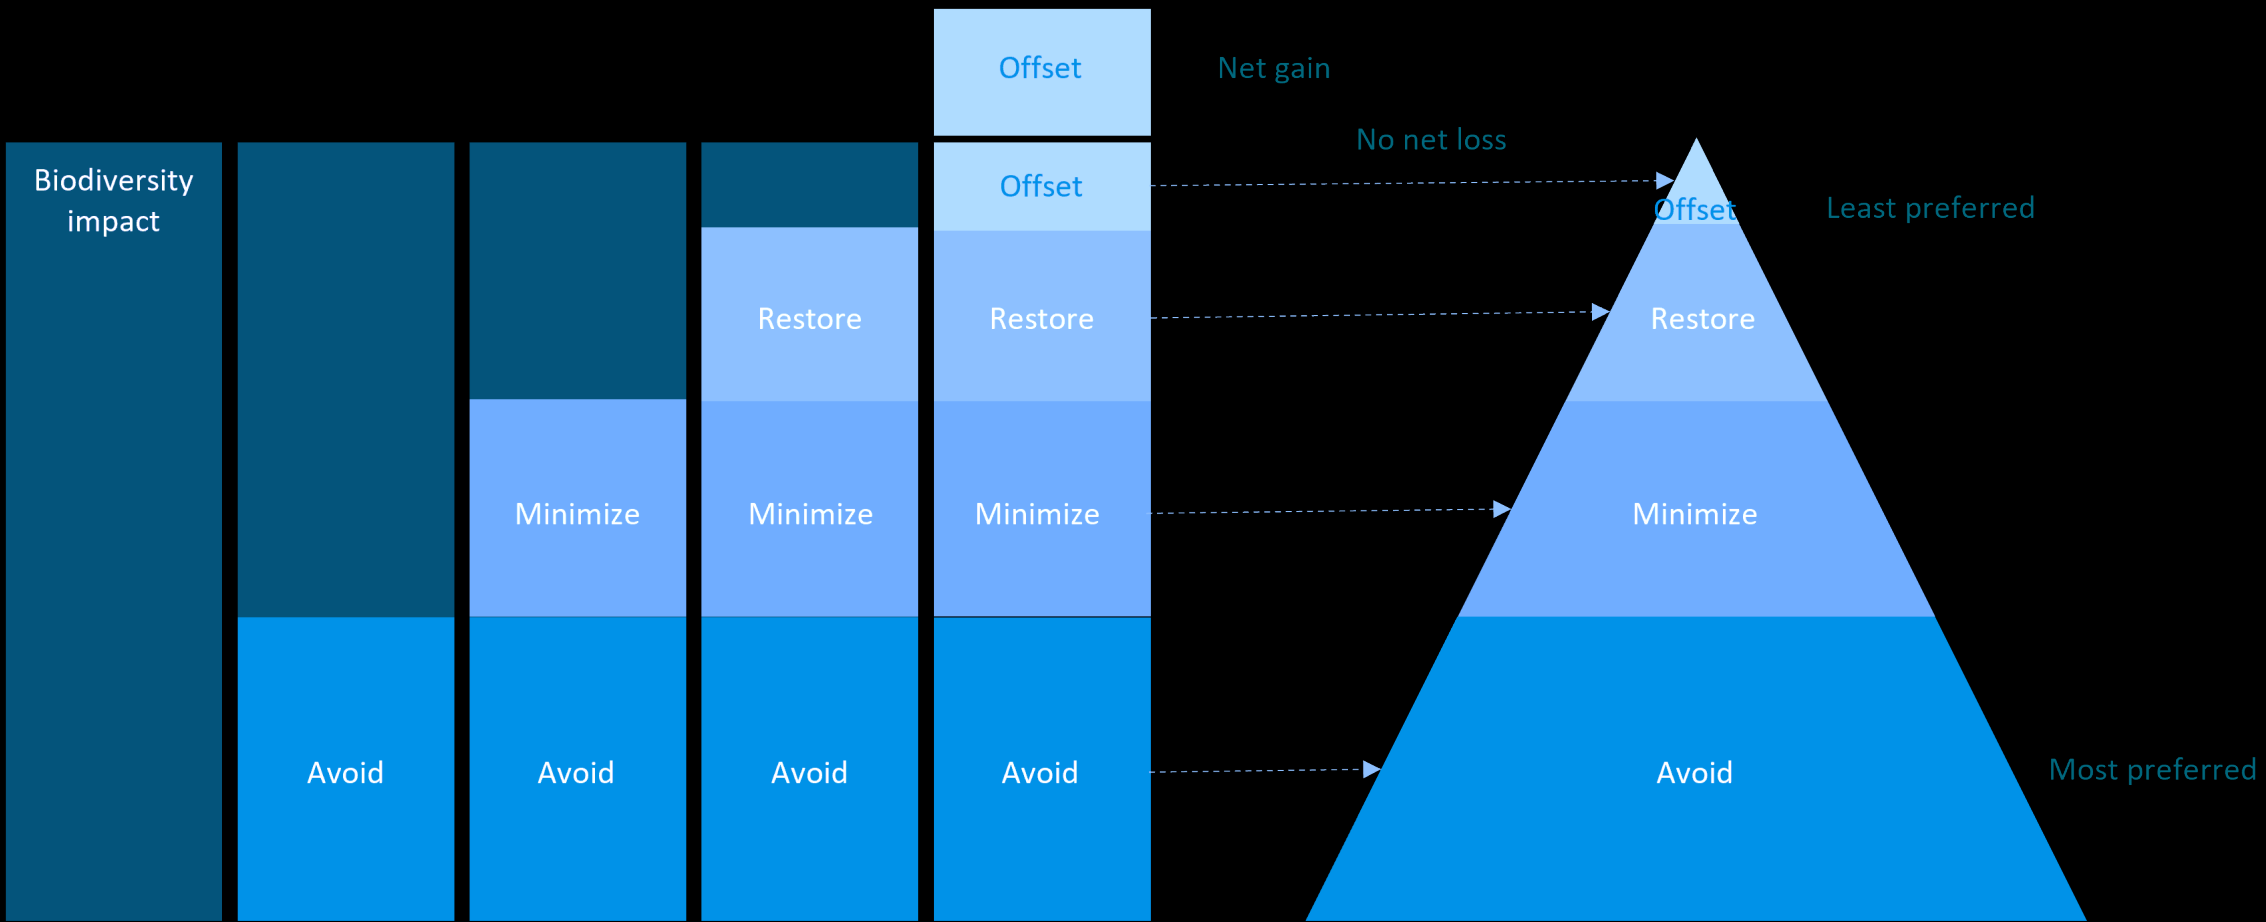 Offset
Net gain
No net loss
Biodiversity
impact
Offset
Offset
Least preferred
Restore
Restore
Restore
Minimize
Minimize
Minimize
Minimize
Avoid
Avoid
Avoid
Avoid
Avoid
Most preferred